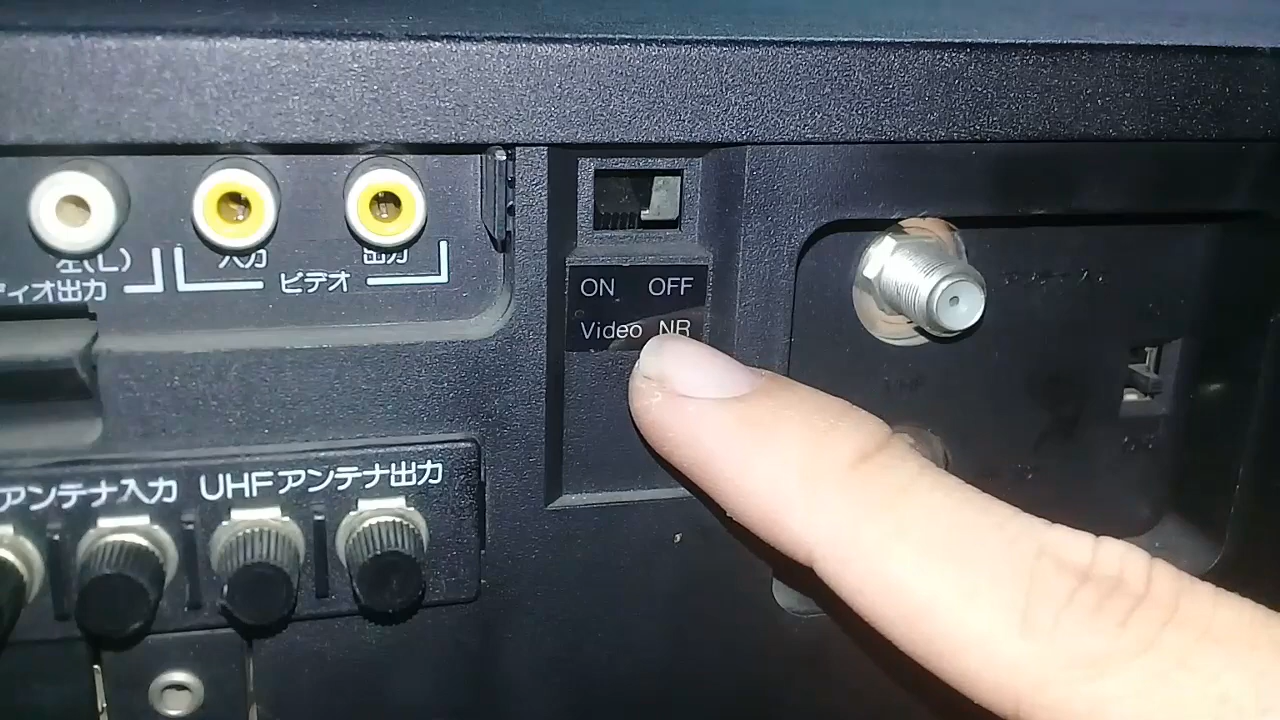 左(L)
ディオ出力
入力
出力
ビデオ
ON OFF
Video NR
アンテナ入力
UHFアンテナ出力